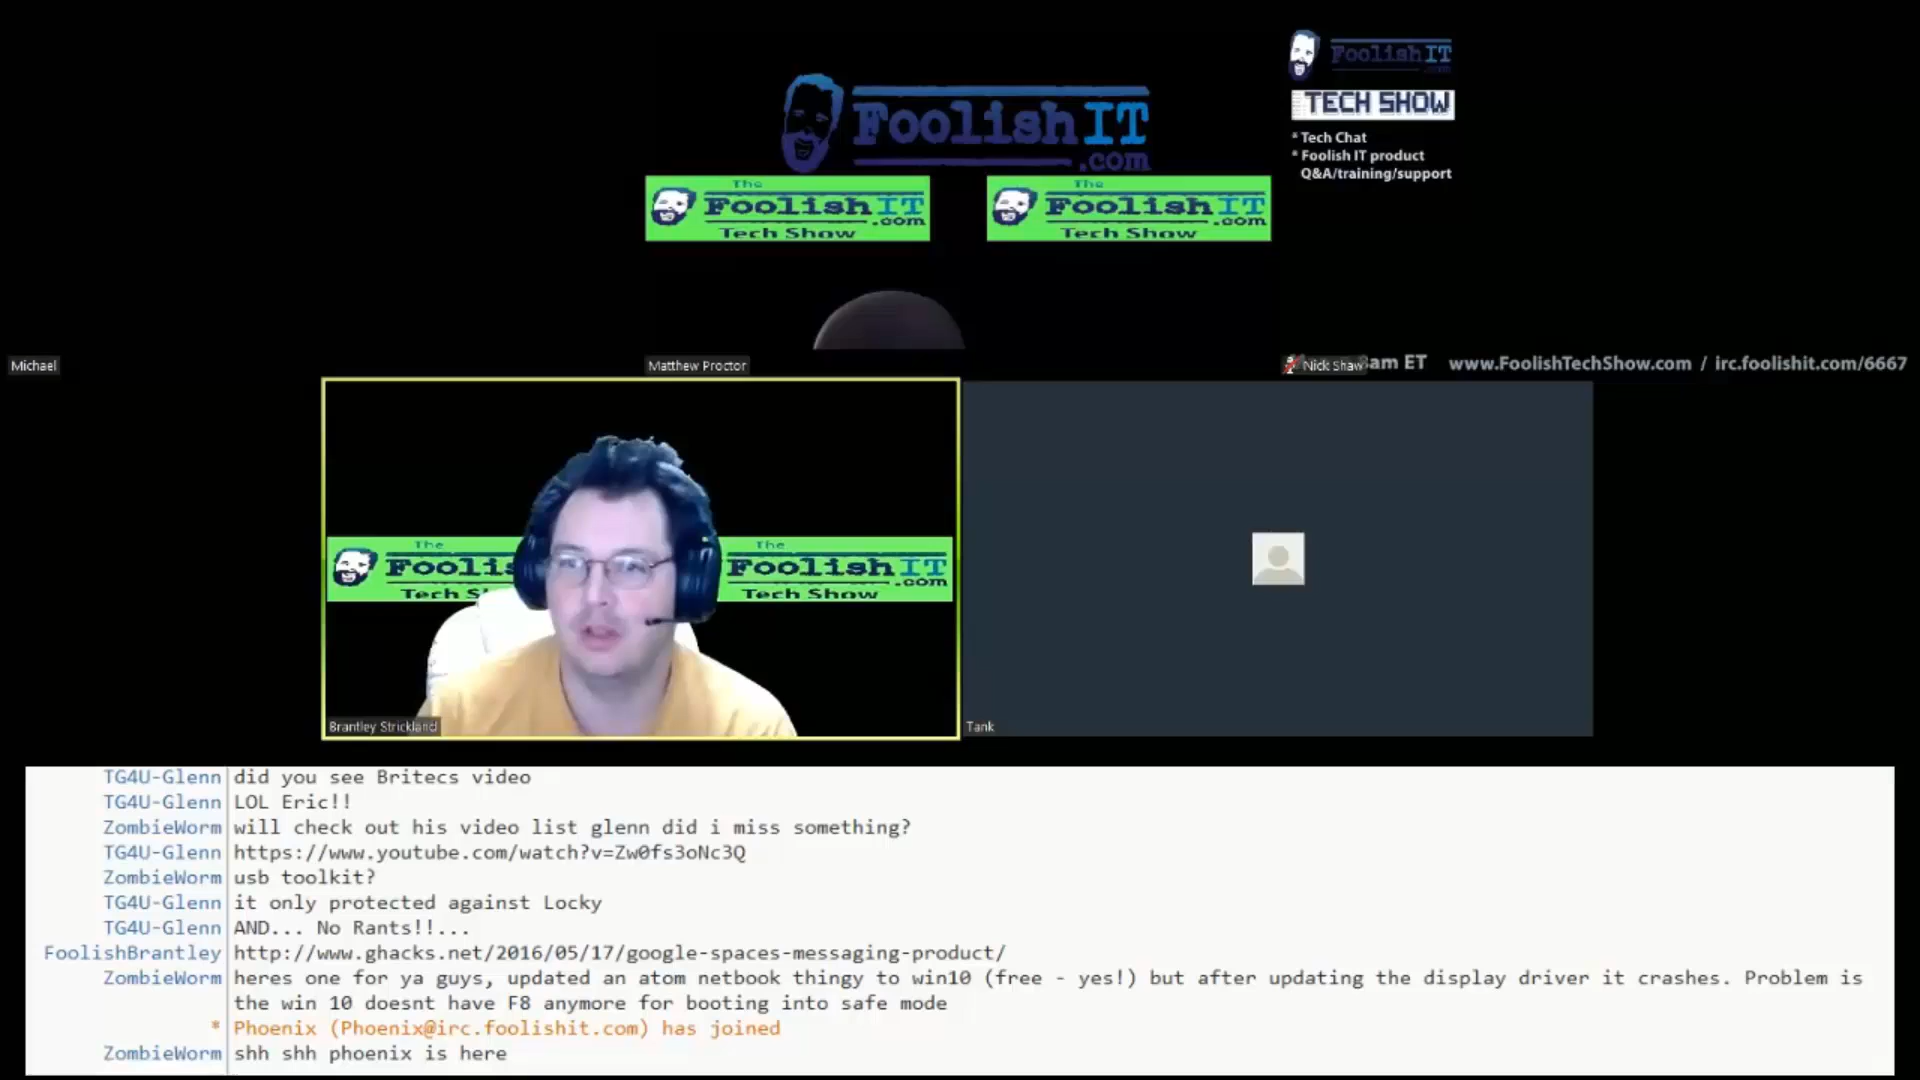 FoolishIT
.com
FoolishIT
TECH SHOW
* Tech Chat
* Foolish IT product
Q&A/training/support
The
FoolishIT
.com
Tech Show
The
FoolishIT
.com
Tech Show
Michael
Matthew Proctor
Nick Shaw
am ET www.FoolishTechShow.com / irc.foolishit.com/6667
The
Foolis
Tech S
The
FoolishIT
.com
Tech Show
Brantley Strickland
Tank
TG4U-Glenn did you see Britecs video
TG4U-Glenn LOL Eric!!
ZombieWorm will check out his video list glenn did i miss something?
TG4U-Glenn https://www.youtube.com/watch?v=Zw0fs3oNc3Q
ZombieWorm usb toolkit?
TG4U-Glenn it only protected against Locky
TG4U-Glenn AND... No Rants!!...
FoolishBrantley http://www.ghacks.net/2016/05/17/google-spaces-messaging-product/
ZombieWorm heres one for ya guys, updated an atom netbook thingy to win10 (free - yes!) but after updating the display driver it crashes. Problem is
the win 10 doesnt have F8 anymore for booting into safe mode
* Phoenix (Phoenix@irc.foolishit.com) has joined
ZombieWorm shh shh phoenix is here